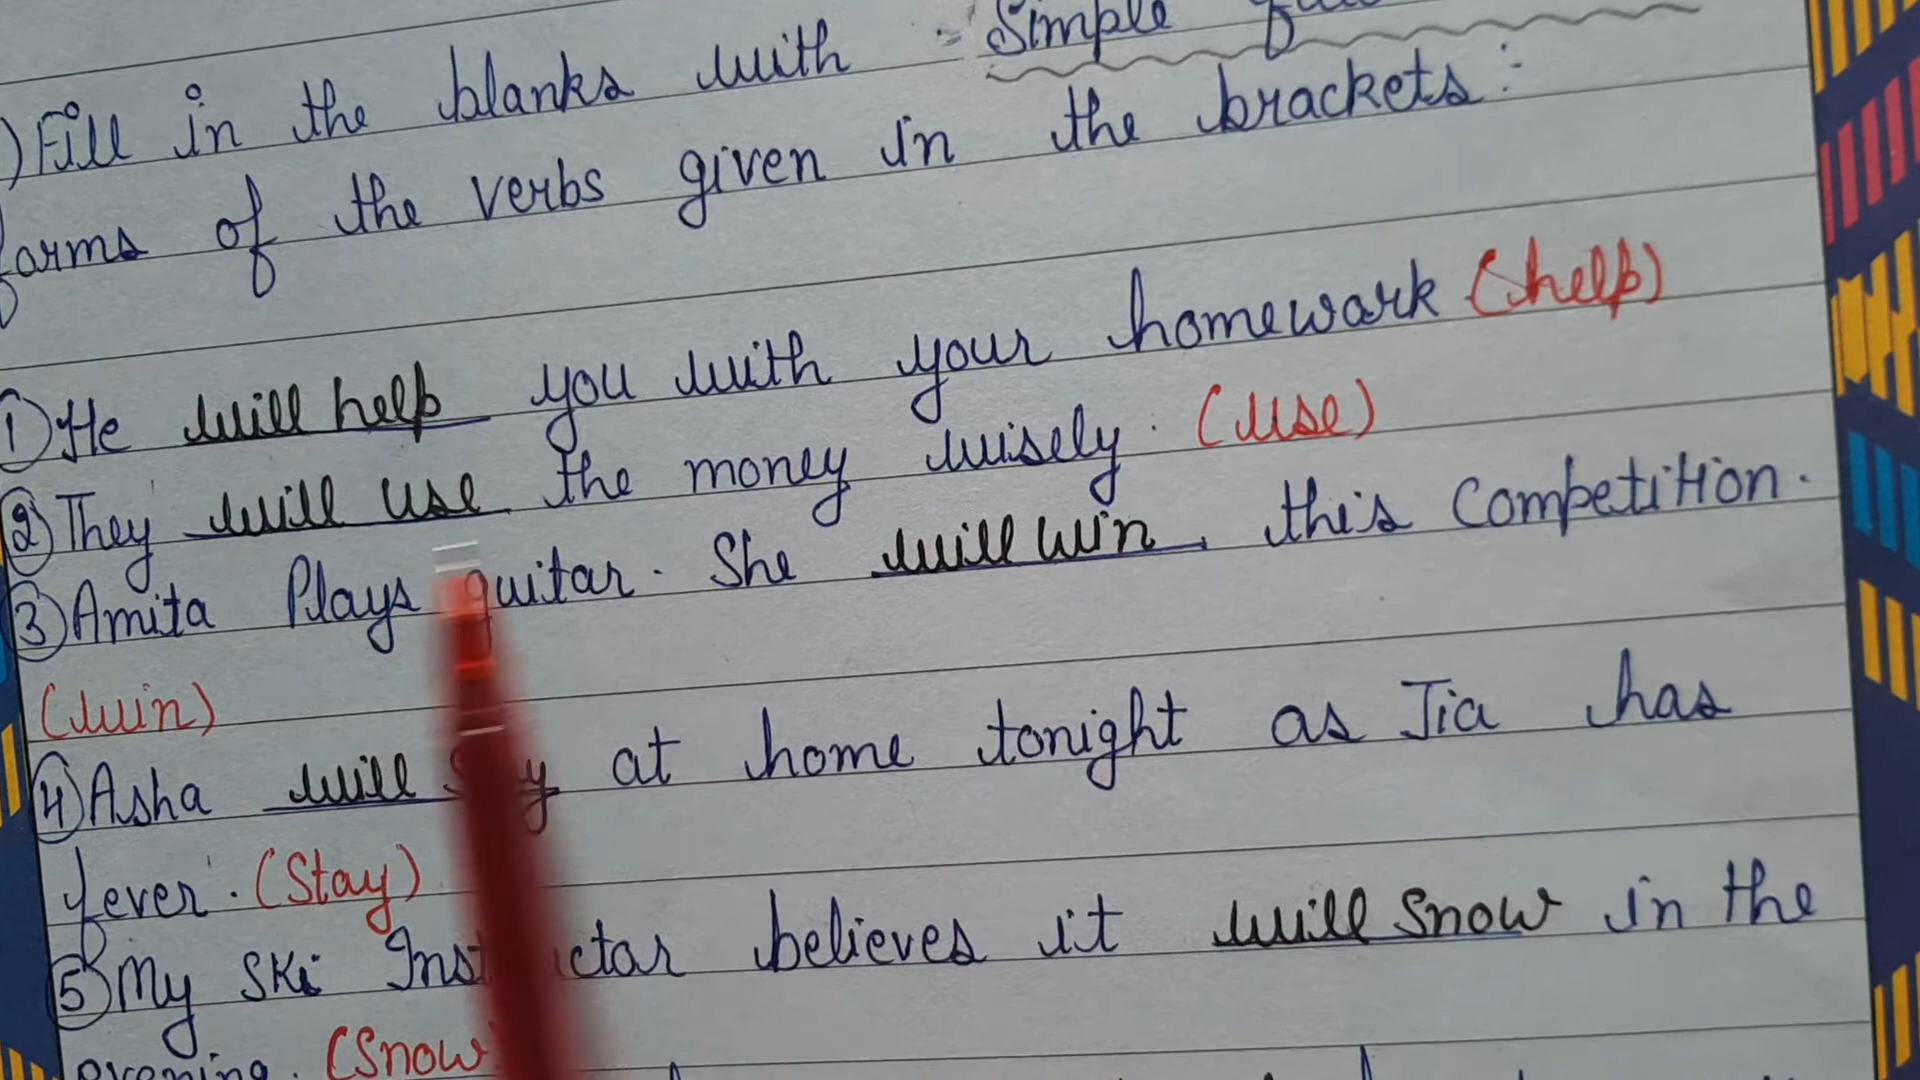 ) Fill in the blanks with :- Simple
forms of the verbs given in the brackets:
① He will help you with your homework (help)
② They will use the money wisely. (use)
③ Amita Plays guitar. She will win this Competition.
(win)
④ Asha will at home tonight as Jia has
fever. (Stay)
⑤ My Ski believes it will snow in the
evening. (Snow